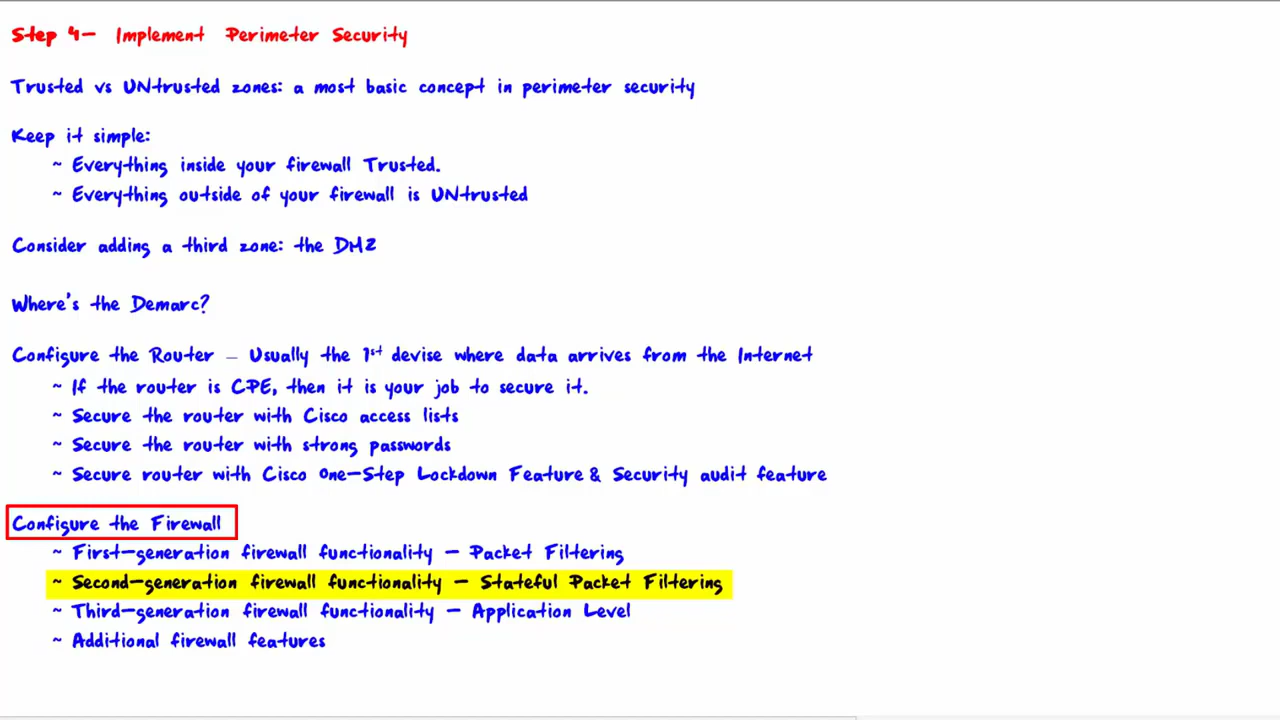 Step 4- Implement Perimeter Security
Trusted vs UNtrusted zones: a most basic concept in perimeter security
Keep it simple:
~ Everything inside your firewall Trusted.
~ Everything outside of your firewall is UNtrusted
Consider adding a third zone: the DMZ
Where's the Demarc?
Configure the Router – Usually the 1st devise where data arrives from the Internet
~ If the router is CPE, then it is your job to secure it.
~ Secure the router with Cisco access lists
~ Secure the router with strong passwords
~ Secure router with Cisco One-Step Lockdown Feature & Security audit feature
Configure the Firewall
~ First-generation firewall functionality - Packet Filtering
~ Second-generation firewall functionality - Stateful Packet Filtering
~ Third-generation firewall functionality - Application Level
~ Additional firewall features